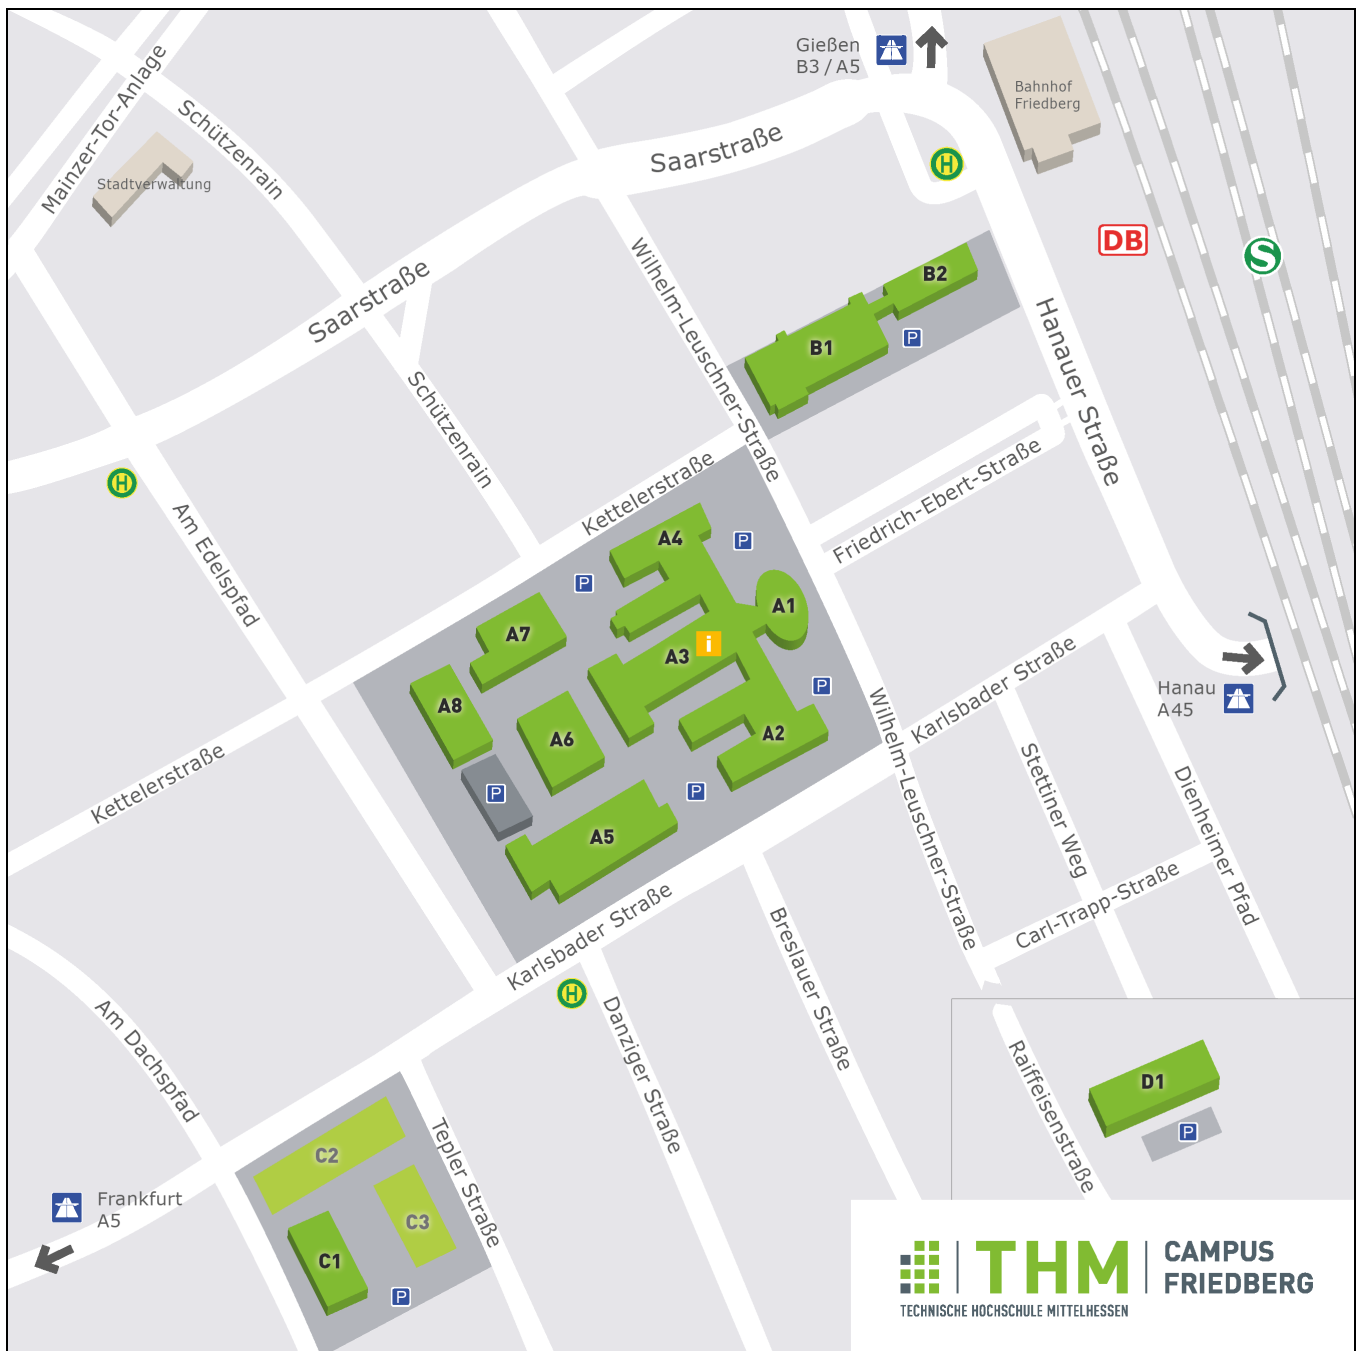 Gießen
B3 / A5
Bahnhof
Friedberg
Mainzer-Tor-Anlage
Schützenrain
Saarstraße
H
Stadtverwaltung
DB
S
Wilhelm-Leuschner-Straße
B2
Saarstraße
Hanauer Straße
B1
P
Schützenrain
Kettelerstraße
Friedrich-Ebert-Straße
H
Am Edelspfad
A4
P
P
A1
A7
i
A3
Karlsbader Straße
P
Hanau
A45
A8
A6
A2
Wilhelm-Leuschner-Straße
Stettiner Weg
Dienheimer Pfad
Kettelerstraße
P
P
A5
Carl-Trapp-Straße
Karlsbader Straße
Breslauer Straße
H
Am Dachspfad
Danziger Straße
Raiffeisenstraße
D1
P
Tepler Straße
C2
Frankfurt
A5
C3
C1
P
THM
CAMPUS
FRIEDBERG
TECHNISCHE HOCHSCHULE MITTELHESSEN